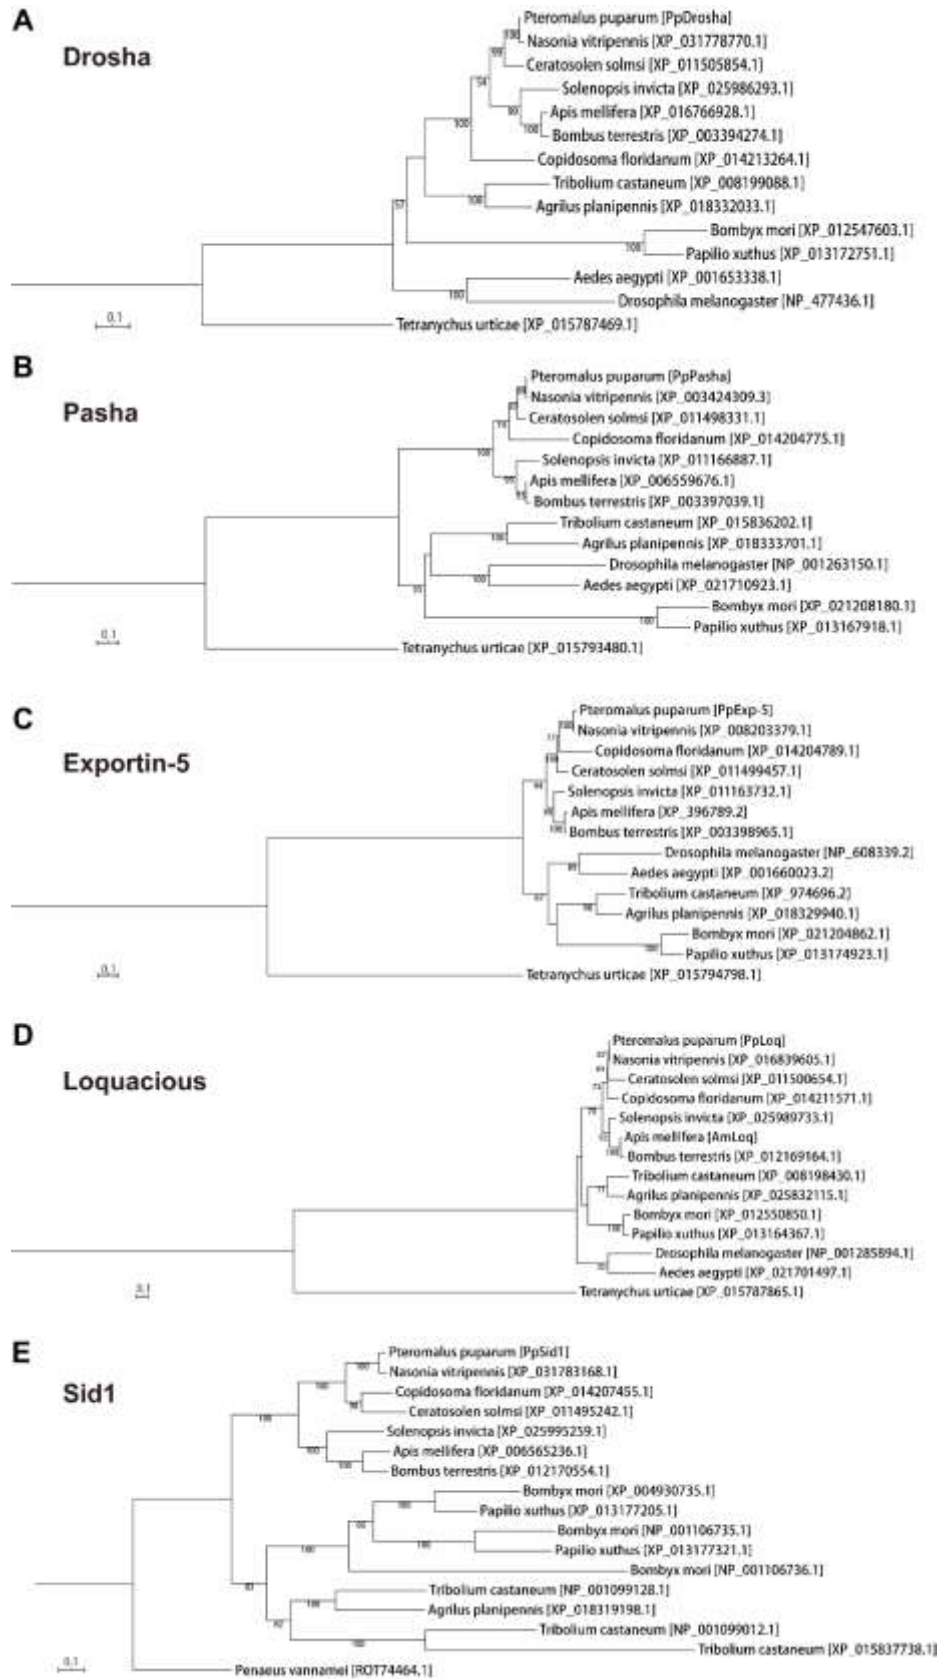 A
Drosha
Pteromalus puparum [PpDrosha]
Nasonia vitripennis [XP_031778770.1]
Ceratosolen solmsi [XP_011505854.1]
Solenopsis invicta [XP_025986293.1]
Apis mellifera [XP_016766928.1]
Bombus terrestris [XP_003394274.1]
Copidosoma floridanum [XP_014213264.1]
Tribolium castaneum [XP_008199088.1]
Agrilus planipennis [XP_018332033.1]
Bombyx mori [XP_012547603.1]
Papilio xuthus [XP_013172751.1]
Aedes aegypti [XP_001653338.1]
Drosophila melanogaster [NP_477436.1]
Tetranychus urticae [XP_015787469.1]
0.1
B
Pasha
Pteromalus puparum [PpPasha]
Nasonia vitripennis [XP_003424309.3]
Ceratosolen solmsi [XP_011498331.1]
Copidosoma floridanum [XP_014204775.1]
Solenopsis invicta [XP_011166887.1]
Apis mellifera [XP_006559676.1]
Bombus terrestris [XP_003397039.1]
Tribolium castaneum [XP_015836202.1]
Agrilus planipennis [XP_018333701.1]
Drosophila melanogaster [NP_001263150.1]
Aedes aegypti [XP_021710923.1]
Bombyx mori [XP_021208180.1]
Papilio xuthus [XP_013167918.1]
Tetranychus urticae [XP_015793480.1]
0.1
C
Exportin-5
Pteromalus puparum [PpExp-5]
Nasonia vitripennis [XP_008203379.1]
Copidosoma floridanum [XP_014204789.1]
Ceratosolen solmsi [XP_011499457.1]
Solenopsis invicta [XP_011163732.1]
Apis mellifera [XP_396789.2]
Bombus terrestris [XP_003398965.1]
Drosophila melanogaster [NP_608339.2]
Aedes aegypti [XP_001660023.2]
Tribolium castaneum [XP_974696.2]
Agrilus planipennis [XP_018329940.1]
Bombyx mori [XP_021204862.1]
Papilio xuthus [XP_013174923.1]
Tetranychus urticae [XP_015794798.1]
0.1
D
Loquacious
Pteromalus puparum [PpLoq]
Nasonia vitripennis [XP_016839605.1]
Ceratosolen solmsi [XP_011500654.1]
Copidosoma floridanum [XP_014211571.1]
Solenopsis invicta [XP_025989733.1]
Apis mellifera [AmLoq]
Bombus terrestris [XP_012169164.1]
Tribolium castaneum [XP_008198430.1]
Agrilus planipennis [XP_025832115.1]
Bombyx mori [XP_012550850.1]
Papilio xuthus [XP_013164367.1]
Drosophila melanogaster [NP_001285894.1]
Aedes aegypti [XP_021701497.1]
Tetranychus urticae [XP_015787865.1]
0.1
E
Sid1
Pteromalus puparum [PpSid1]
Nasonia vitripennis [XP_031783168.1]
Copidosoma floridanum [XP_014207455.1]
Ceratosolen solmsi [XP_011495242.1]
Solenopsis invicta [XP_025995259.1]
Apis mellifera [XP_006565236.1]
Bombus terrestris [XP_012170554.1]
Bombyx mori [XP_004930735.1]
Papilio xuthus [XP_013177205.1]
Bombyx mori [NP_001106735.1]
Papilio xuthus [XP_013177321.1]
Bombyx mori [NP_001106736.1]
Tribolium castaneum [NP_001099128.1]
Agrilus planipennis [XP_018319198.1]
Tribolium castaneum [NP_001099012.1]
Tribolium castaneum [XP_015837738.1]
Penaeus vannamei [ROT74464.1]
0.1